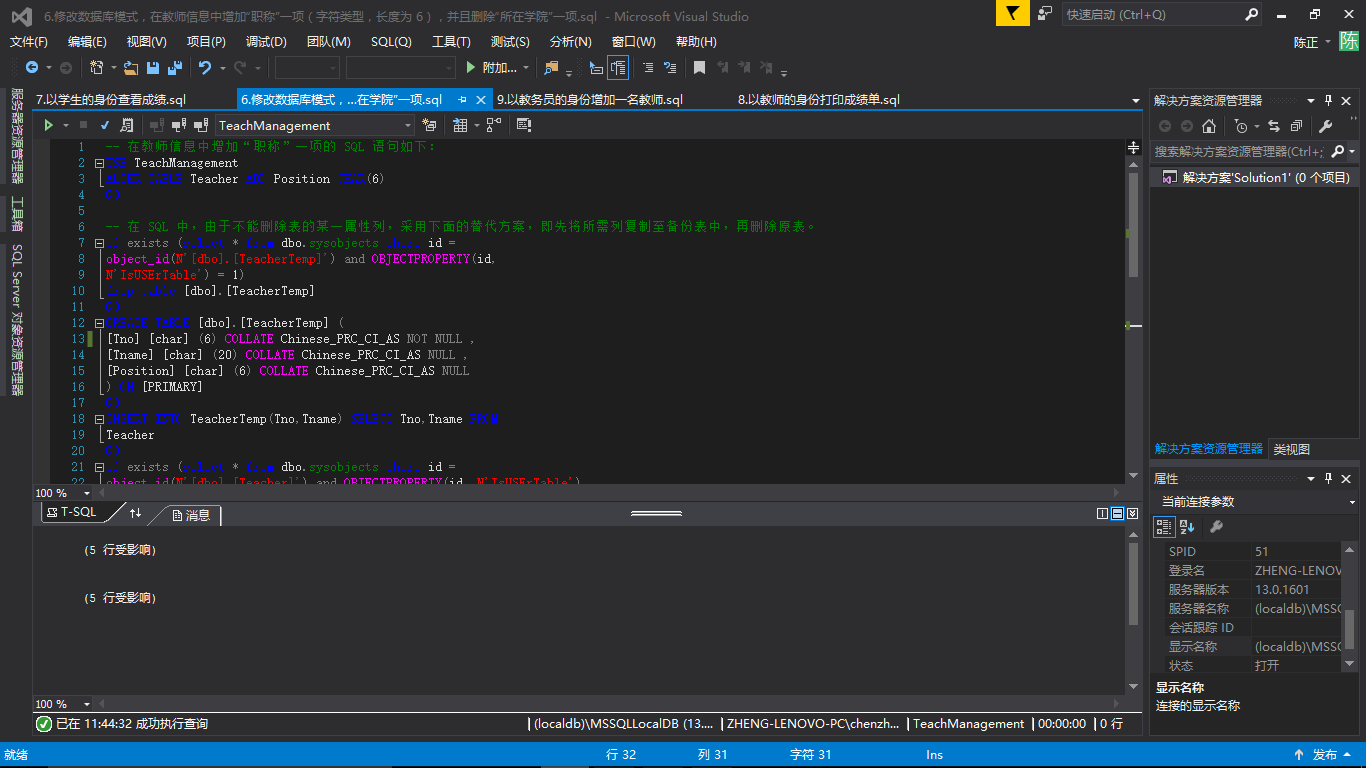 6.修改数据库模式，在教师信息中增加"职称"一项（字符类型，长度为 6），并且删除"所在学院"一项.sql - Microsoft Visual Studio
快速启动 (Ctrl+Q)
文件(F) 编辑(E) 视图(V) 项目(P) 调试(D) 团队(M) SQL(Q) 工具(T) 测试(S) 分析(N) 窗口(W) 帮助(H)
陈正 陈
附加...
服务器资源管理器
工具箱
SQL Server 对象资源管理器
7.以学生的身份查看成绩.sql 6.修改数据库模式，...在学院"一项.sql 9.以教务员的身份增加一名教师.sql 8.以教师的身份打印成绩单.sql
TeachManagement
1 -- 在教师信息中增加“职称”一项的 SQL 语句如下：
2 USE TeachManagement
3 ALTER TABLE Teacher ADD Position CHAR(6)
4 GO
5
6 -- 在 SQL 中，由于不能删除表的某一属性列，采用下面的替代方案，即先将所需列复制至备份表中，再删除原表。
7 if exists (select * from dbo.sysobjects where id =
8 object_id(N'[dbo].[TeacherTemp]') and OBJECTPROPERTY(id,
9 N'IsUSErTable') = 1)
10 drop table [dbo].[TeacherTemp]
11 GO
12 CREATE TABLE [dbo].[TeacherTemp] (
13 [Tno] [char] (6) COLLATE Chinese_PRC_CI_AS NOT NULL ,
14 [Tname] [char] (20) COLLATE Chinese_PRC_CI_AS NULL ,
15 [Position] [char] (6) COLLATE Chinese_PRC_CI_AS NULL
16 ) ON [PRIMARY]
17 GO
18 INSERT INTO TeacherTemp(Tno,Tname) SELECT Tno,Tname FROM
19 Teacher
20 GO
21 if exists (select * from dbo.sysobjects where id =
22 object_id(N'[dbo].[Teacher]') and OBJECTPROPERTY(id, N'IsUSErTable')
100 %
T-SQL 消息
(5 行受影响)
(5 行受影响)
100 %
已在 11:44:32 成功执行查询 (localdb)\MSSQLLocalDB (13.... ZHENG-LENOVO-PC\chenzh... TeachManagement 00:00:00 0 行
解决方案资源管理器
搜索解决方案资源管理器(Ctrl+;
解决方案'Solution1' (0 个项目)
解决方案资源管理器 类视图
属性
当前连接参数
SPID 51
登录名 ZHENG-LENOVO
服务器版本 13.0.1601
服务器名称 (localdb)\MSSQ
会话跟踪 ID
显示名称 (localdb)\MSSQ
状态 打开
显示名称
连接的显示名称
就绪 行 32 列 31 字符 31 Ins 发布